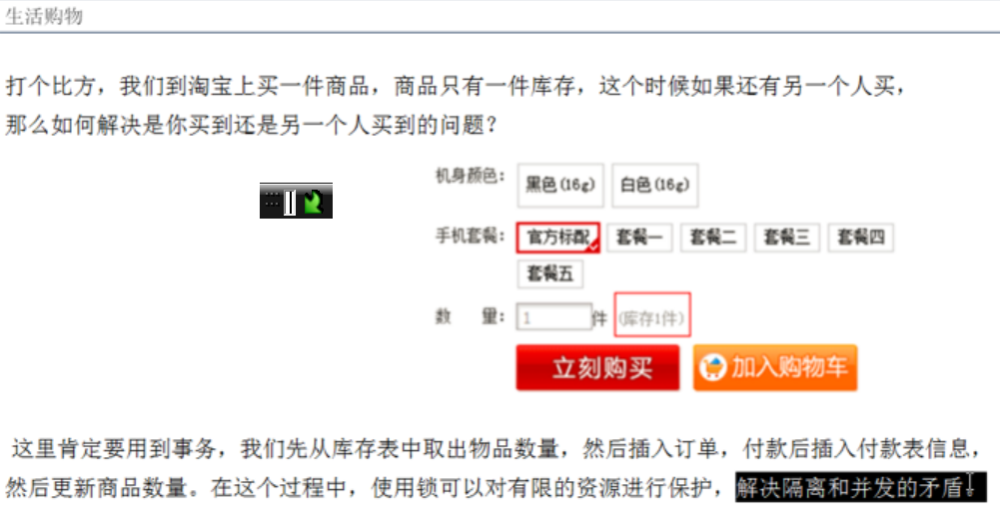 生活购物
打个比方，我们到淘宝上买一件商品，商品只有一件库存，这个时候如果还有另一个人买，
那么如何解决是你买到还是另一个人买到的问题？
机身颜色： 黑色(16g) 白色(16g)
手机套餐： 官方标配 套餐一 套餐二 套餐三 套餐四
套餐五
数 量： 1 件 (库存1件)
立刻购买 加入购物车
这里肯定要用到事务，我们先从库存表中取出物品数量，然后插入订单，付款后插入付款表信息，
然后更新商品数量。在这个过程中，使用锁可以对有限的资源进行保护，解决隔离和并发的矛盾。